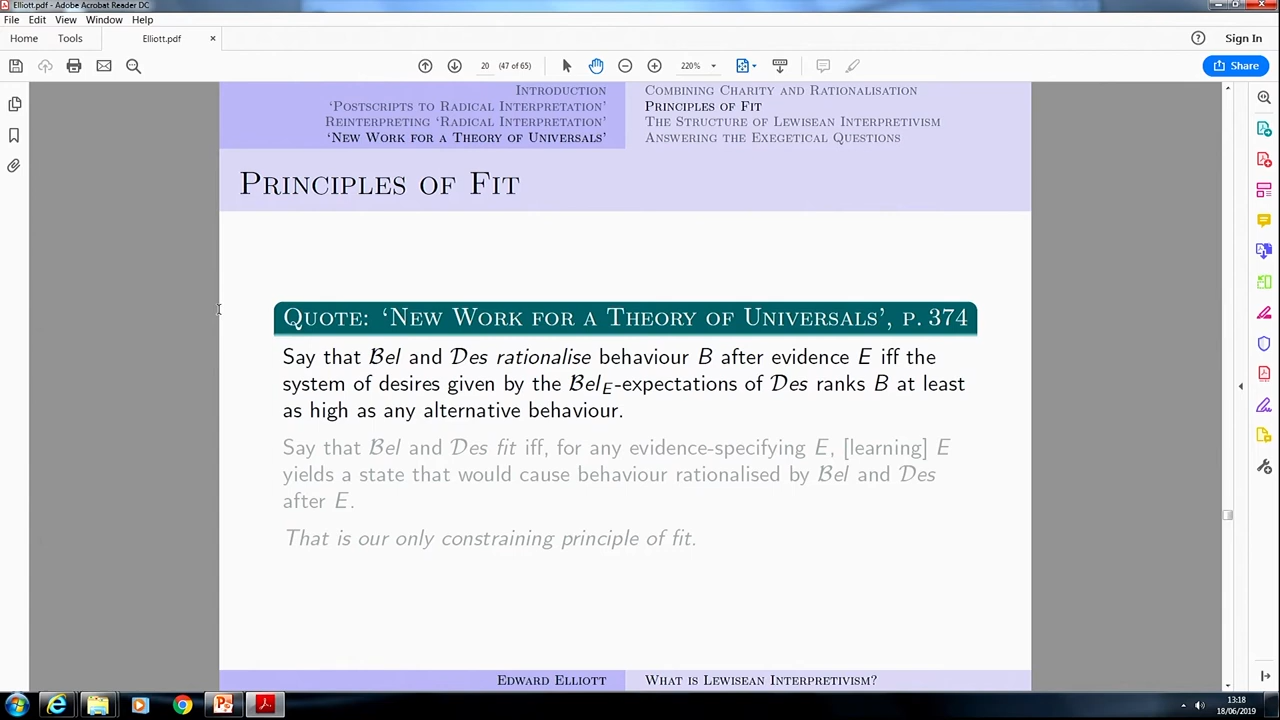 Elliott.pdf - Adobe Acrobat Reader DC
File Edit View Window Help
Home Tools Elliott.pdf × Sign In
20 (47 of 65) 220% Share
INTRODUCTION
‘POSTSCRIPTS TO RADICAL INTERPRETATION’
REINTERPRETING ‘RADICAL INTERPRETATION’
‘NEW WORK FOR A THEORY OF UNIVERSALS’
COMBINING CHARITY AND RATIONALISATION
PRINCIPLES OF FIT
THE STRUCTURE OF LEWISEAN INTERPRETIVISM
ANSWERING THE EXEGETICAL QUESTIONS
PRINCIPLES OF FIT
QUOTE: ‘NEW WORK FOR A THEORY OF UNIVERSALS’, P. 374
Say that Bel and Des rationalise behaviour B after evidence E iff the
system of desires given by the Bel_E-expectations of Des ranks B at least
as high as any alternative behaviour.
Say that Bel and Des fit iff, for any evidence-specifying E, [learning] E
yields a state that would cause behaviour rationalised by Bel and Des
after E.
That is our only constraining principle of fit.
EDWARD ELLIOTT WHAT IS LEWISEAN INTERPRETIVISM?
13:18
18/06/2019